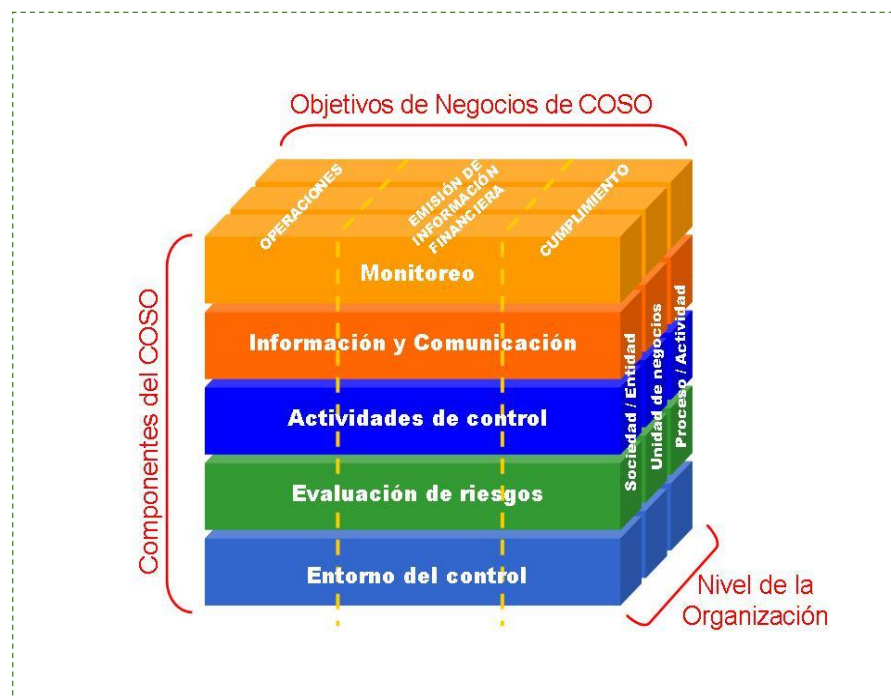 Objetivos de Negocios de COSO
OPERACIONES
EMISIÓN DE
INFORMACIÓN
FINANCIERA
CUMPLIMIENTO
Componentes del COSO
Monitoreo
Información y Comunicación
Actividades de control
Evaluación de riesgos
Entorno del control
Sociedad / Entidad
Unidad de negocios
Proceso / Actividad
Nivel de la
Organización